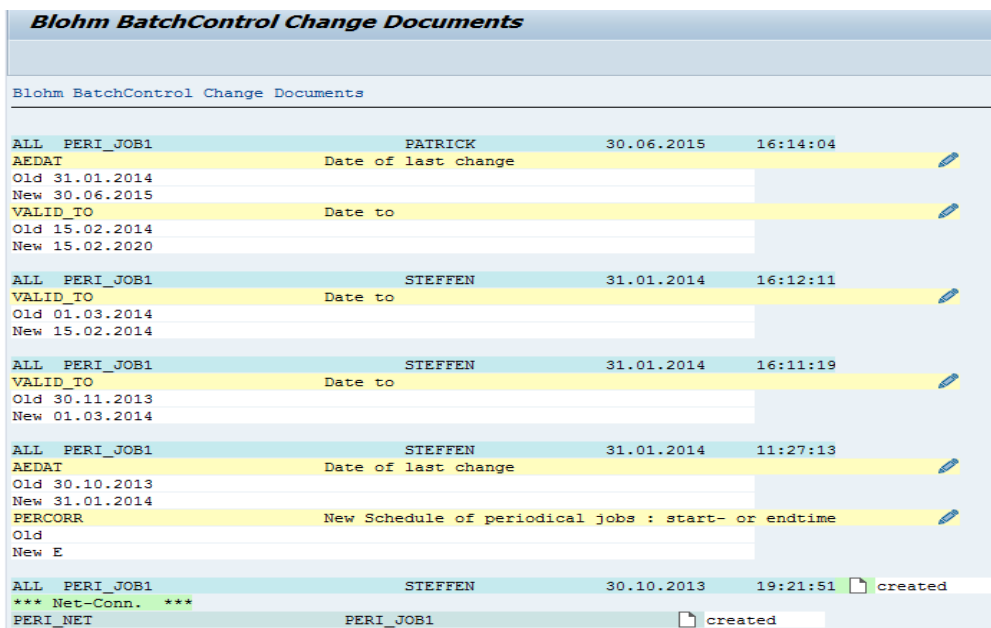 Blohm BatchControl Change Documents
Blohm BatchControl Change Documents
ALL PERI_JOB1 PATRICK 30.06.2015 16:14:04
AEDAT Date of last change
Old 31.01.2014
New 30.06.2015
VALID_TO Date to
Old 15.02.2014
New 15.02.2020
ALL PERI_JOB1 STEFFEN 31.01.2014 16:12:11
VALID_TO Date to
Old 01.03.2014
New 15.02.2014
ALL PERI_JOB1 STEFFEN 31.01.2014 16:11:19
VALID_TO Date to
Old 30.11.2013
New 01.03.2014
ALL PERI_JOB1 STEFFEN 31.01.2014 11:27:13
AEDAT Date of last change
Old 30.10.2013
New 31.01.2014
PERCORR New Schedule of periodical jobs : start- or endtime
Old
New E
ALL PERI_JOB1 STEFFEN 30.10.2013 19:21:51 created
*** Net-Conn. ***
PERI_NET PERI_JOB1 created